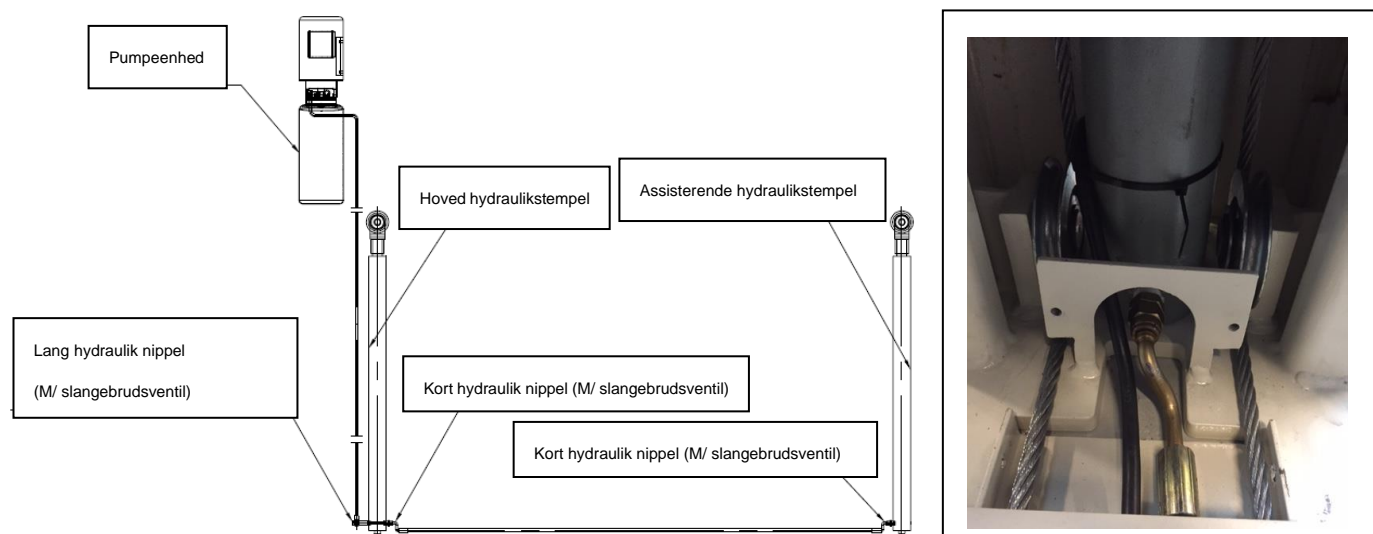 Pumpeenhed
Hoved hydraulikstempel
Assisterende hydraulikstempel
Lang hydraulik nippel
(M/ slangebrudsventil)
Kort hydraulik nippel (M/ slangebrudsventil)
Kort hydraulik nippel (M/ slangebrudsventil)